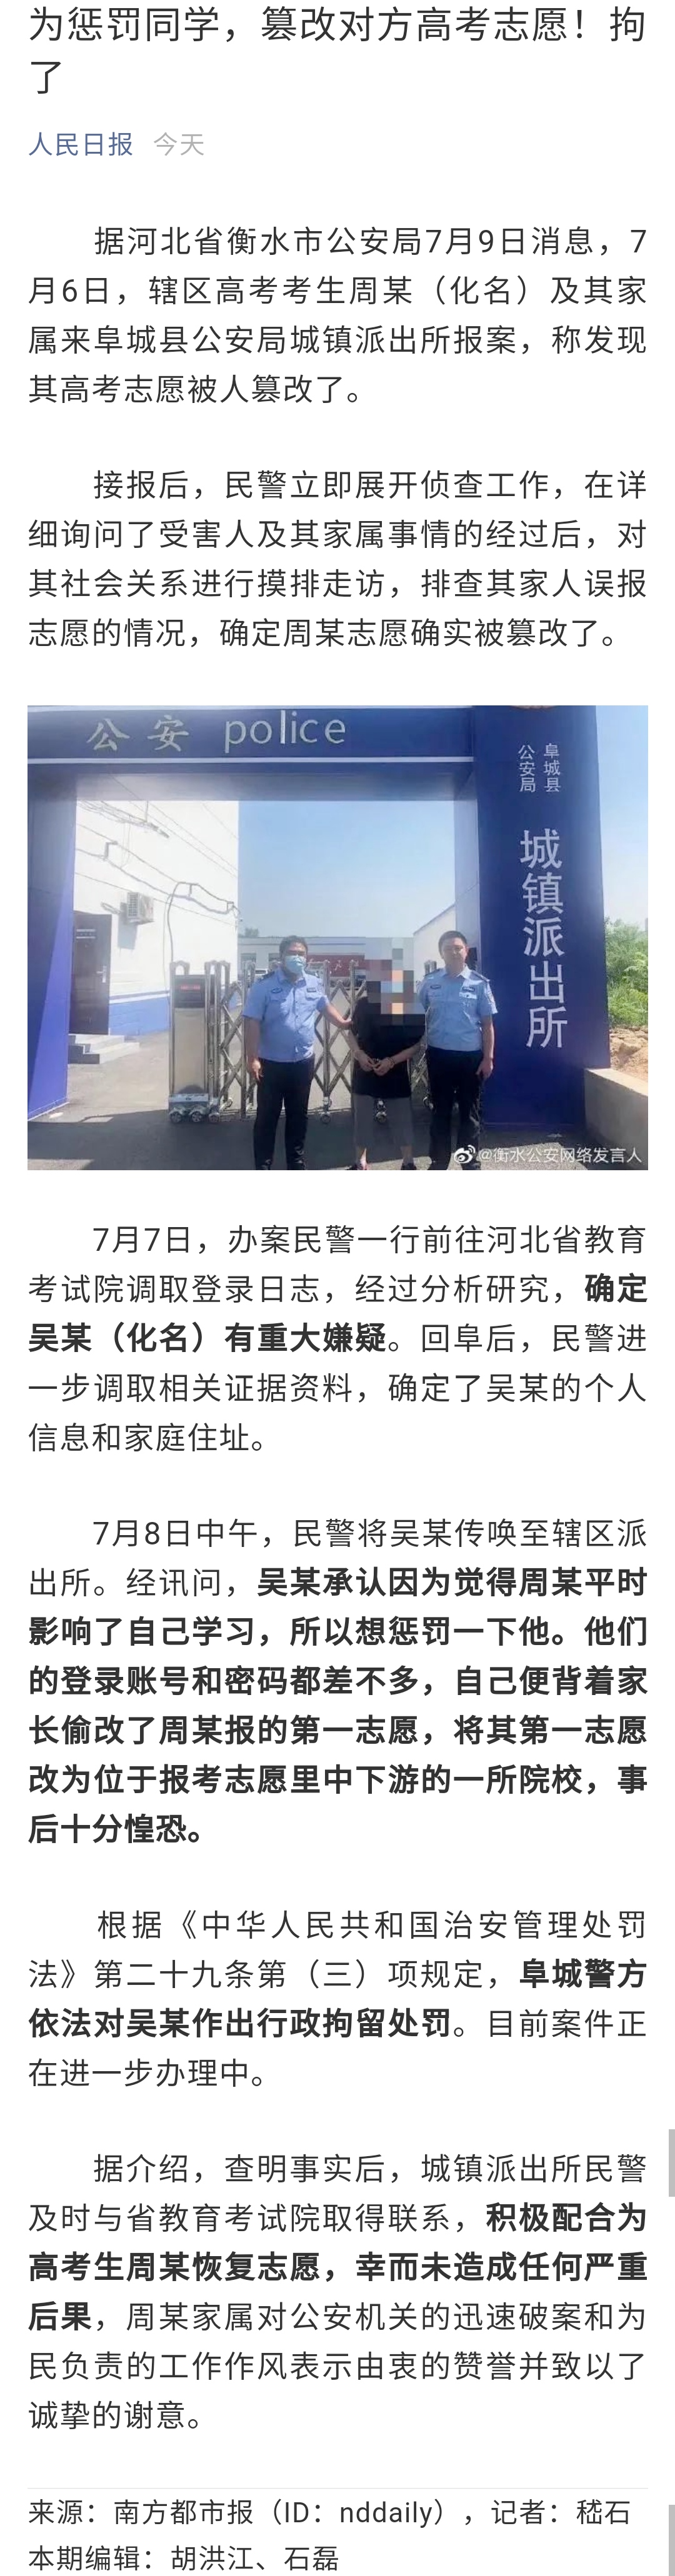 为惩罚同学，篡改对方高考志愿！拘
了
人民日报 今天
据河北省衡水市公安局7月9日消息，7
月6日，辖区高考考生周某（化名）及其家
属来阜城县公安局城镇派出所报案，称发现
其高考志愿被人篡改了。
接报后，民警立即展开侦查工作，在详
细询问了受害人及其家属事情的经过后，对
其社会关系进行摸排走访，排查其家人误报
志愿的情况，确定周某志愿确实被篡改了。
公安 police
阜城县
公安局
城镇派出所
@衡水公安网络发言人
7月7日，办案民警一行前往河北省教育
考试院调取登录日志，经过分析研究，确定
吴某（化名）有重大嫌疑。回阜后，民警进
一步调取相关证据资料，确定了吴某的个人
信息和家庭住址。
7月8日中午，民警将吴某传唤至辖区派
出所。经讯问，吴某承认因为觉得周某平时
影响了自己学习，所以想惩罚一下他。他们
的登录账号和密码都差不多，自己便背着家
长偷改了周某报的第一志愿，将其第一志愿
改为位于报考志愿里中下游的一所院校，事
后十分惶恐。
根据《中华人民共和国治安管理处罚
法》第二十九条第（三）项规定，阜城警方
依法对吴某作出行政拘留处罚。目前案件正
在进一步办理中。
据介绍，查明事实后，城镇派出所民警
及时与省教育考试院取得联系，积极配合为
高考生周某恢复志愿，幸而未造成任何严重
后果，周某家属对公安机关的迅速破案和为
民负责的工作作风表示由衷的赞誉并致以了
诚挚的谢意。
来源：南方都市报（ID：nddaily），记者：嵇石
本期编辑：胡洪江、石磊